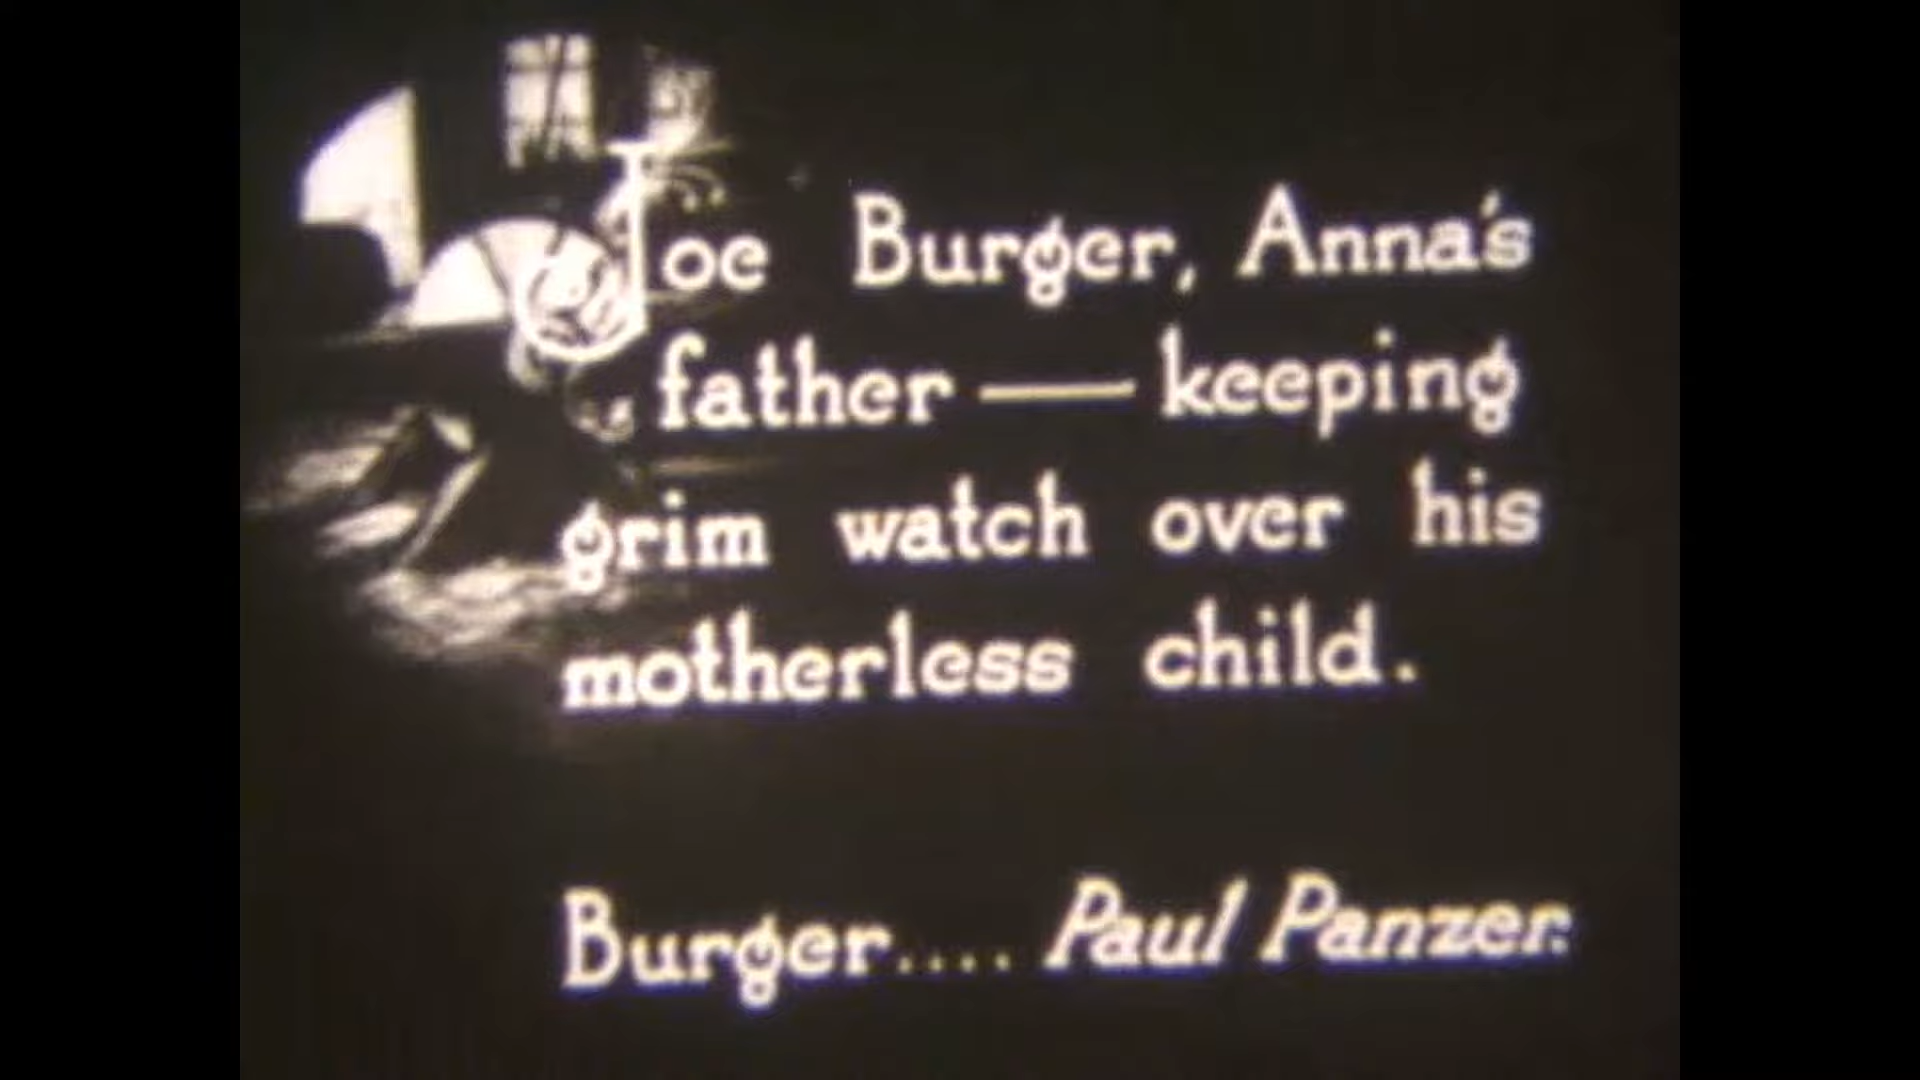 Joe Burger, Anna's
father — keeping
grim watch over his
motherless child.
Burger.... Paul Panzer.